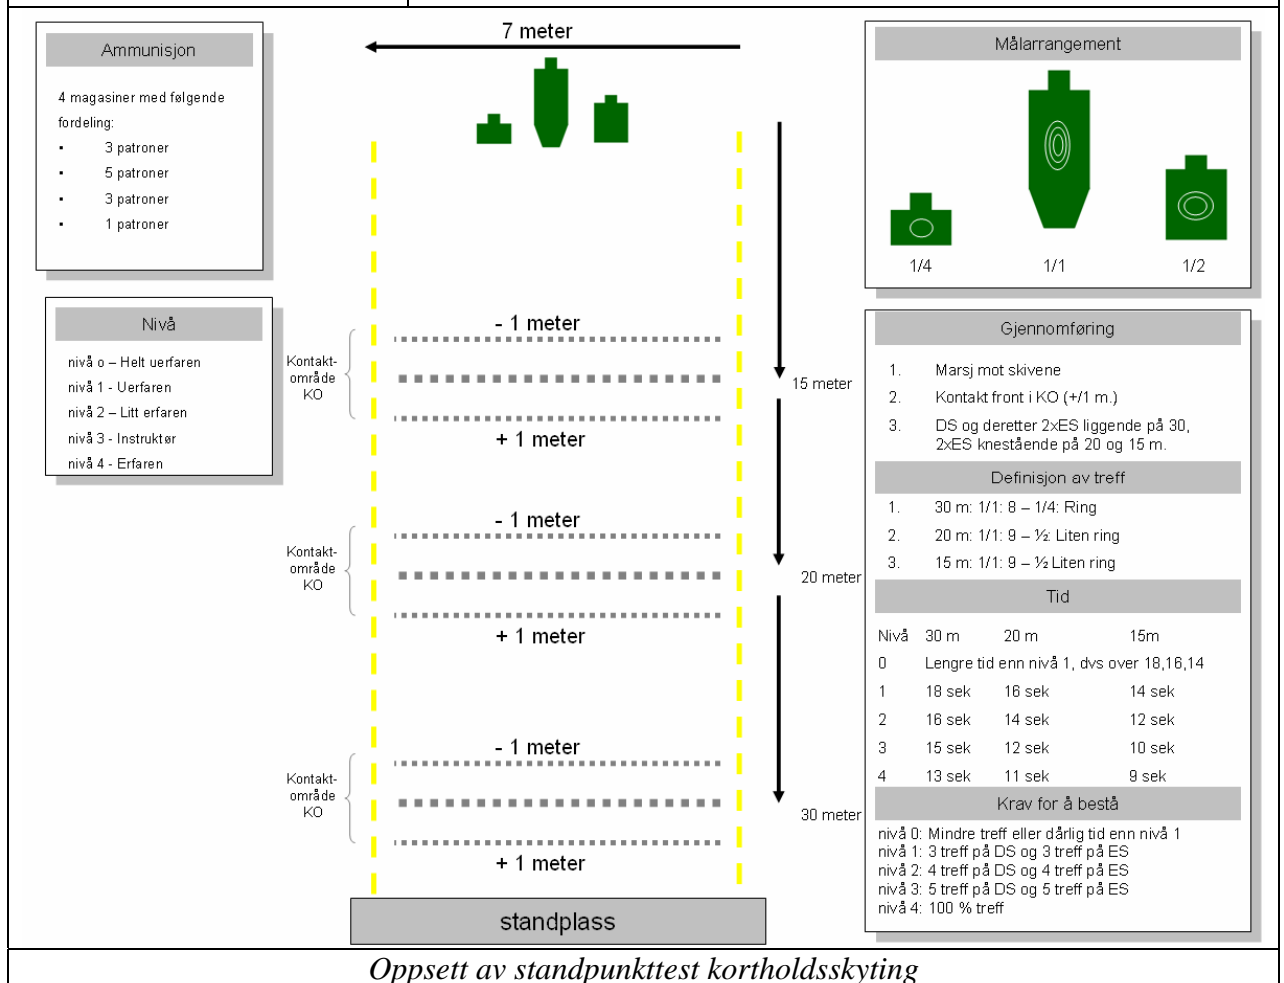 Ammunisjon
4 magasiner med følgende
fordeling:
▪ 3 patroner
▪ 5 patroner
▪ 3 patroner
▪ 1 patroner
Nivå
nivå o – Helt uerfaren
nivå 1 - Uerfaren
nivå 2 – Litt erfaren
nivå 3 - Instruktør
nivå 4 - Erfaren
7 meter
- 1 meter
Kontakt-
område
KO
15 meter
+ 1 meter
- 1 meter
Kontakt-
område
KO
20 meter
+ 1 meter
- 1 meter
Kontakt-
område
KO
30 meter
+ 1 meter
standplass
Målarrangement
1/4 1/1 1/2
Gjennomføring
1. Marsj mot skivene
2. Kontakt front i KO (+/1 m.)
3. DS og deretter 2xES liggende på 30,
2xES knestående på 20 og 15 m.
Definisjon av treff
1. 30 m: 1/1: 8 – 1/4: Ring
2. 20 m: 1/1: 9 – ½: Liten ring
3. 15 m: 1/1: 9 – ½ Liten ring
Tid
Nivå 30 m 20 m 15m
0 Lengre tid enn nivå 1, dvs over 18,16,14
1 18 sek 16 sek 14 sek
2 16 sek 14 sek 12 sek
3 15 sek 12 sek 10 sek
4 13 sek 11 sek 9 sek
Krav for å bestå
nivå 0: Mindre treff eller dårlig tid enn nivå 1
nivå 1: 3 treff på DS og 3 treff på ES
nivå 2: 4 treff på DS og 4 treff på ES
nivå 3: 5 treff på DS og 5 treff på ES
nivå 4: 100 % treff
Oppsett av standpunkttest kortholdsskyting